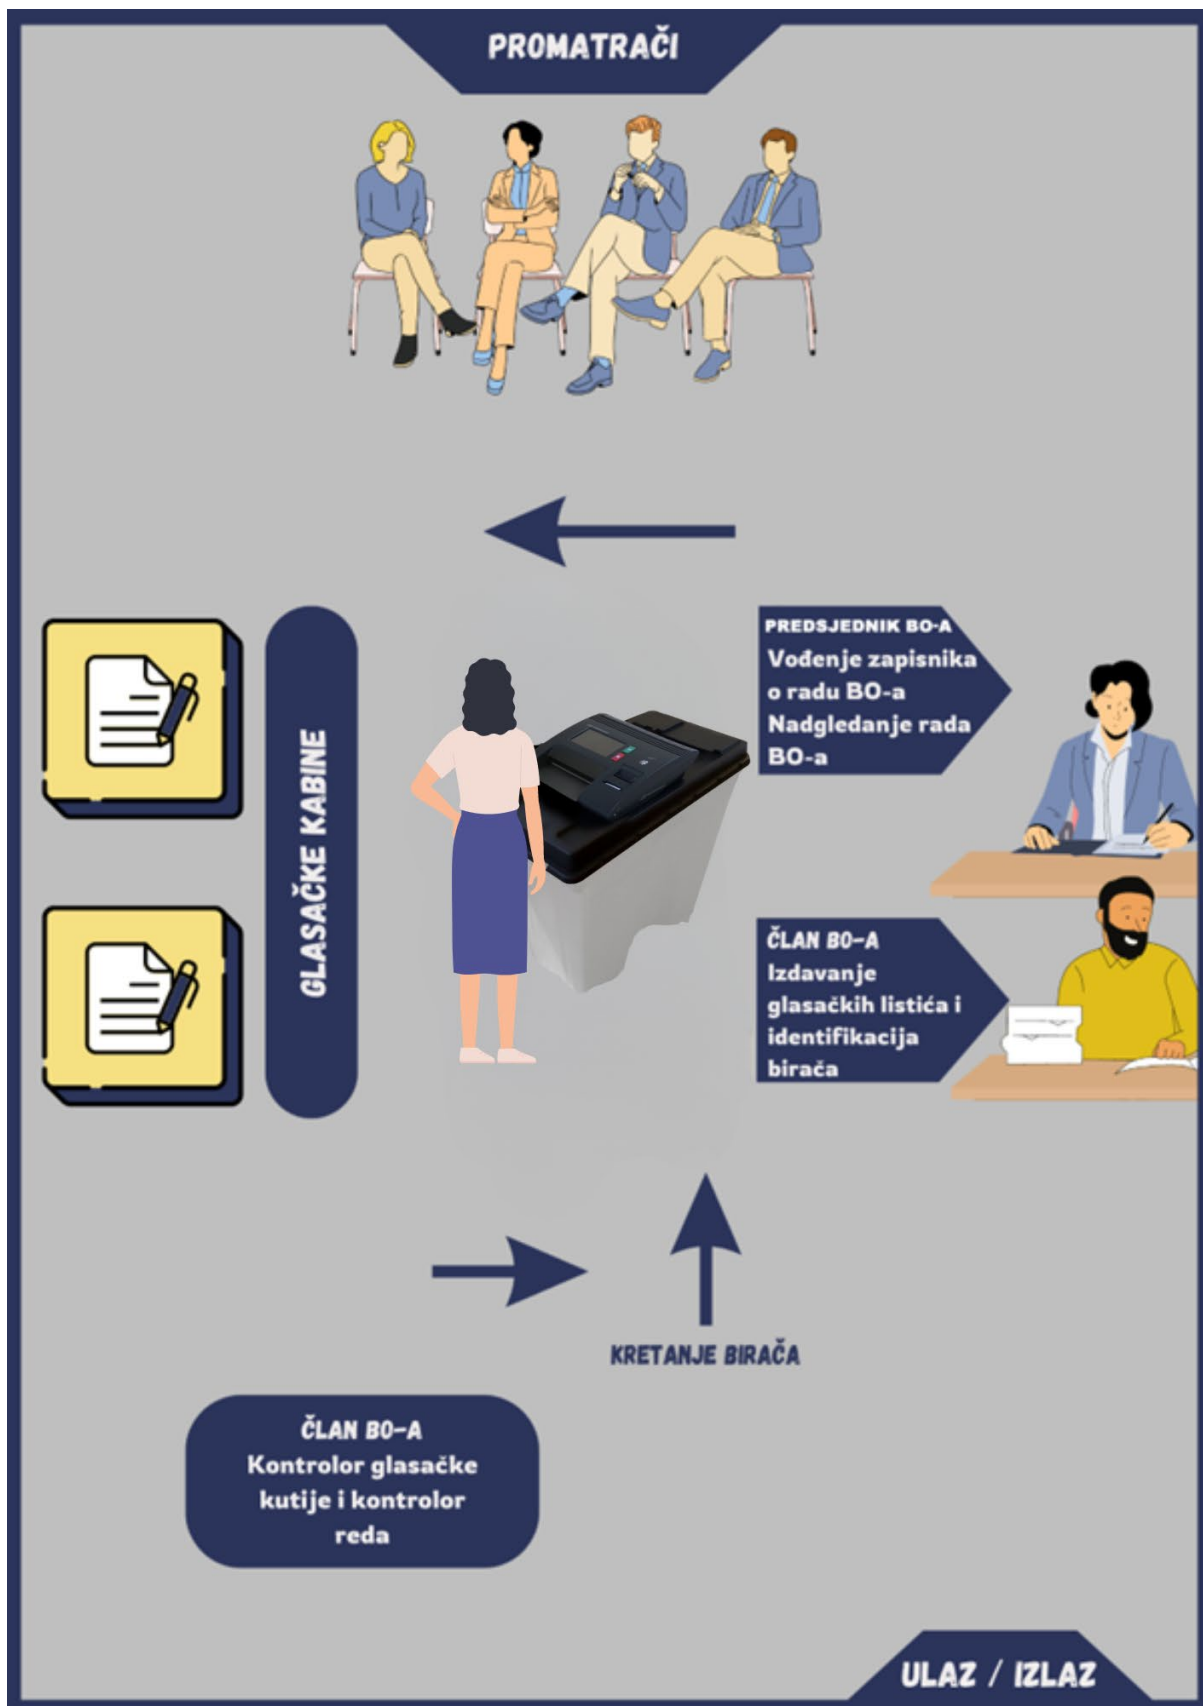 PROMATRAČI
PREDSJEDNIK BO-A
Vođenje zapisnika
o radu BO-a
Nadgledanje rada
BO-a
GLASAČKE KABINE
ČLAN BO-A
Izdavanje
glasačkih listića i
identifikacija
birača
KRETANJE BIRAČA
ČLAN BO-A
Kontrolor glasačke
kutije i kontrolor
reda
ULAZ / IZLAZ